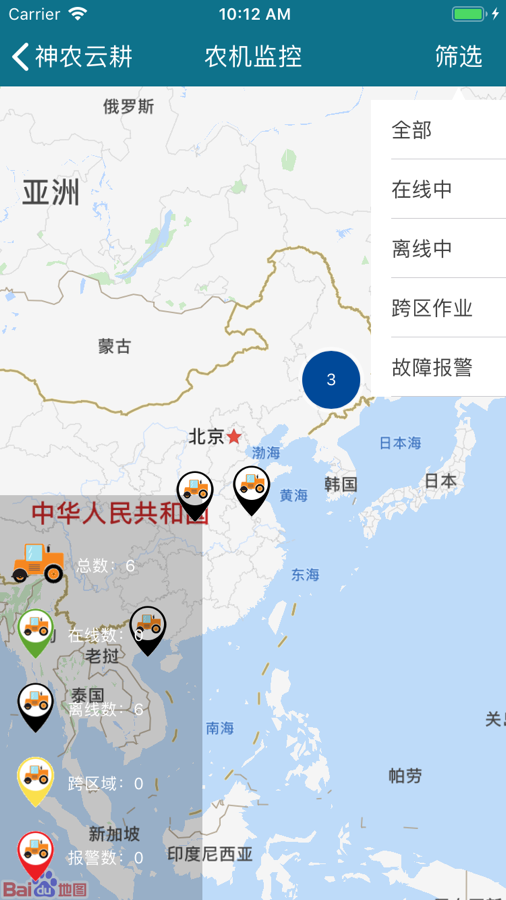 Carrier 10:12 AM
神农云耕 农机监控 筛选
俄罗斯
全部
亚洲
在线中
离线中
跨区作业
蒙古
故障报警
3
北京
日本海
渤海
韩国
日本
黄海
中华人民共和国
总数：6
东海
在线数：0
老挝
泰国
离线数：6
南海
帕劳
跨区域：0
新加坡
报警数：0
印度尼西亚
Baidu地图